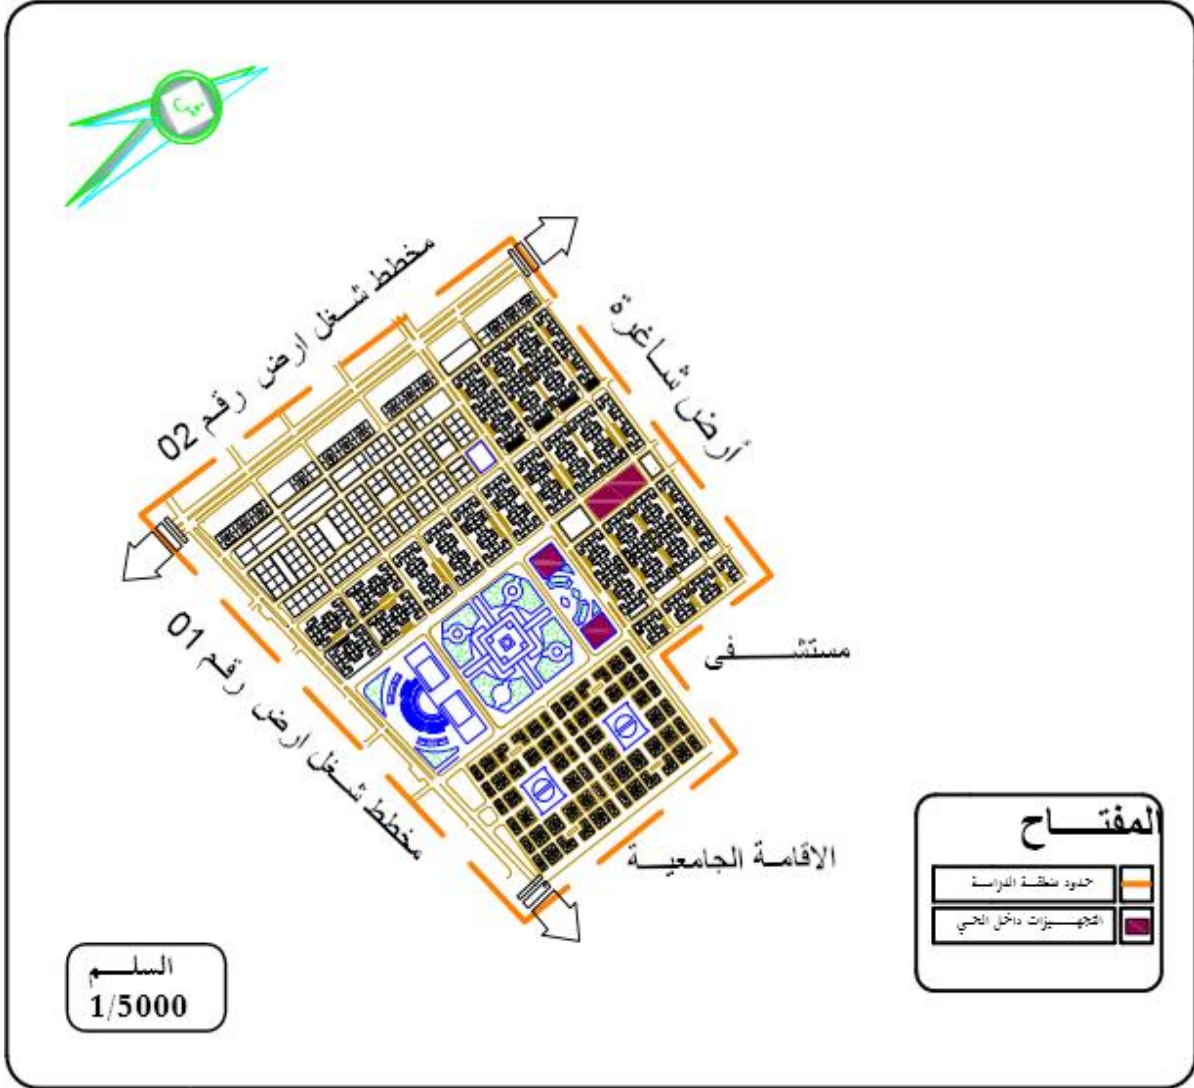 مخطط شغل ارض رقم 02
أرض شاغرة
مخطط شغل ارض رقم 01
مستشفى
الاقامة الجامعية
المفتاح
حدود منطقة الدراسة
التجهيزات داخل الحي
السلم
1/5000